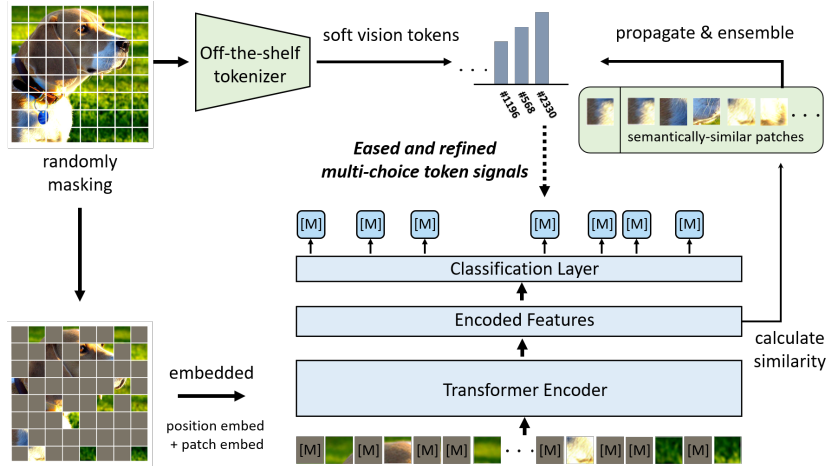 Off-the-shelf
tokenizer
soft vision tokens
. . .
#1196
#568
#2330
propagate & ensemble
. . .
semantically-similar patches
randomly
masking
Eased and refined
multi-choice token signals
[M] [M] [M] [M] [M] [M] [M]
Classification Layer
Encoded Features
calculate
similarity
Transformer Encoder
embedded
position embed
+ patch embed
[M] [M] [M] [M] . . . [M] [M] [M] [M]